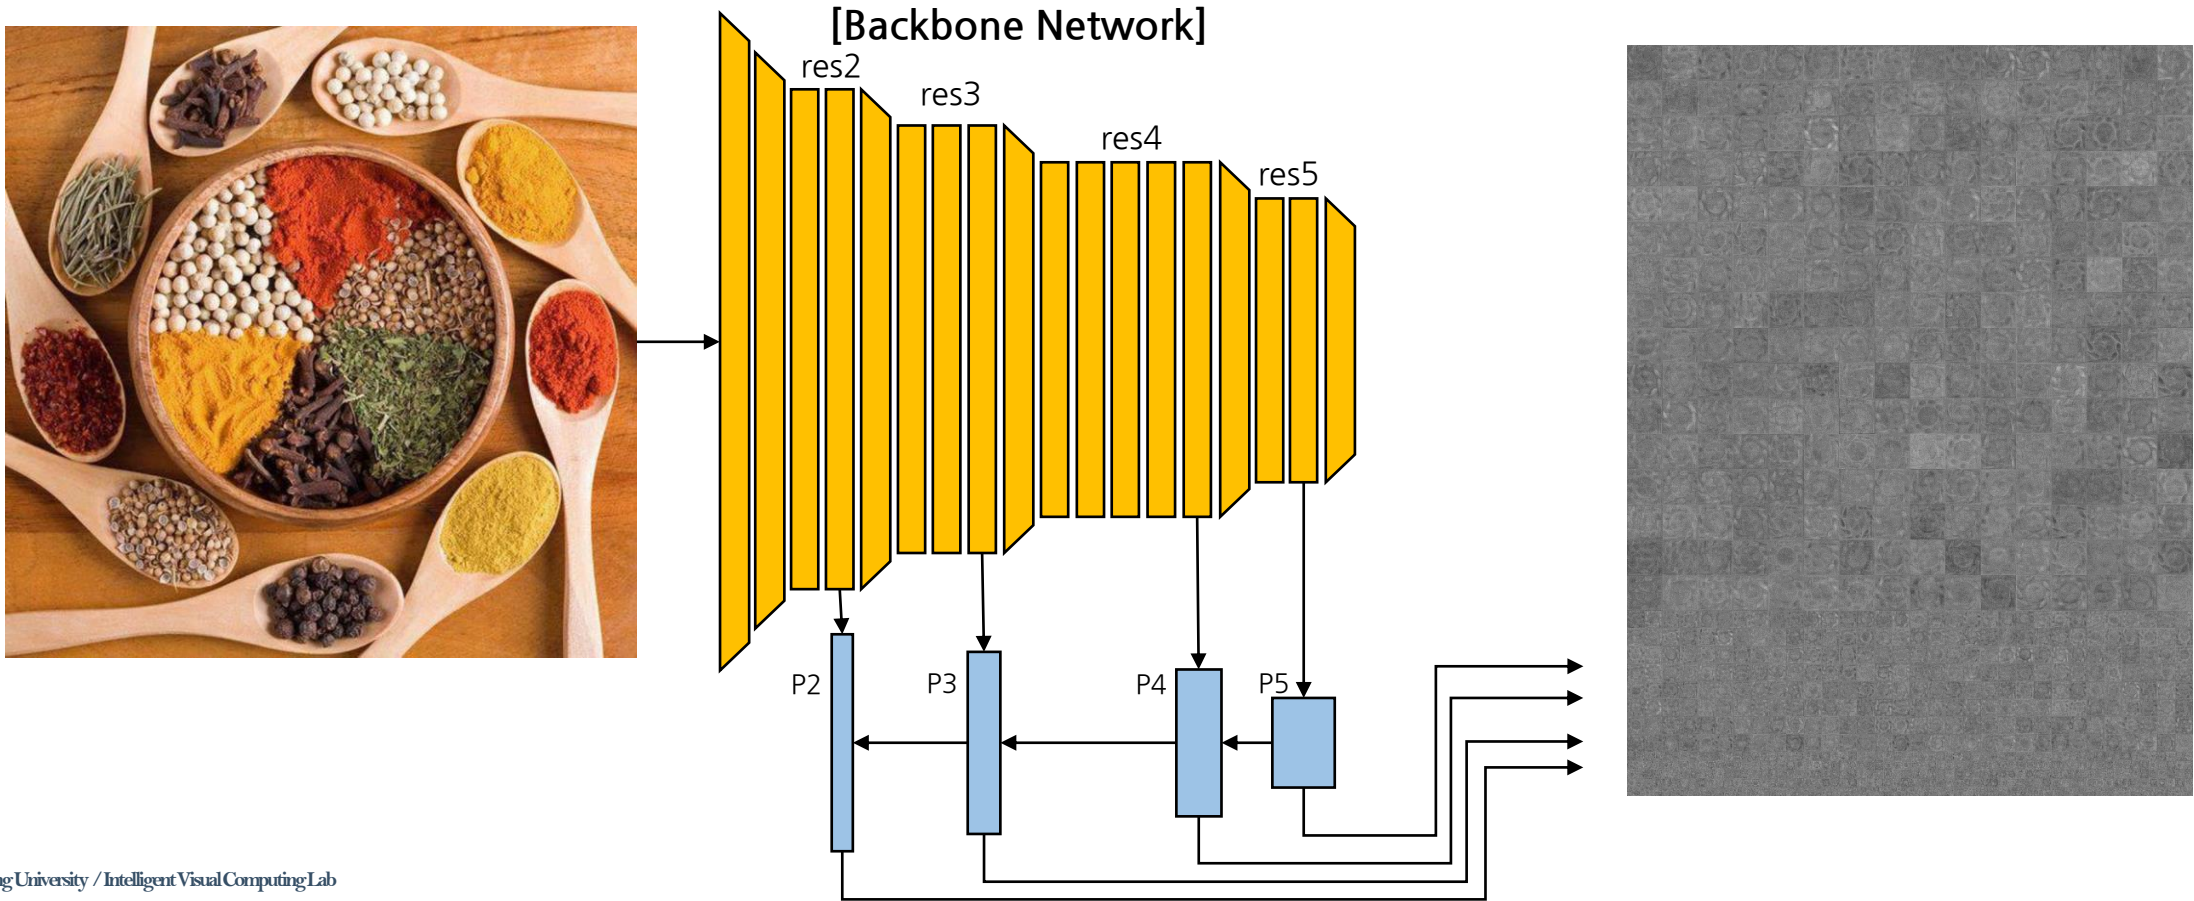 [Backbone Network]
res2
res3
res4
res5
P2
P3
P4
P5
University / Intelligent Visual Computing Lab